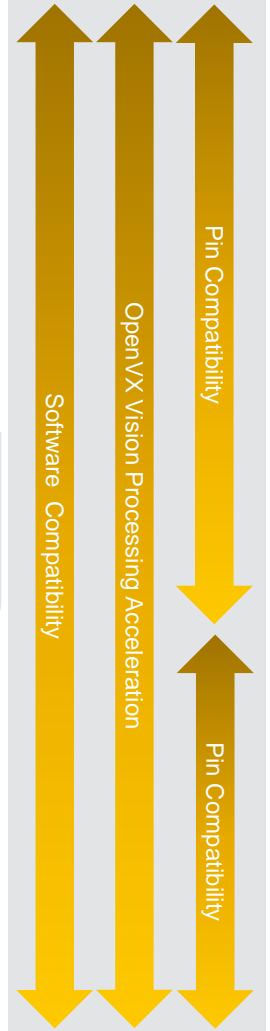 Software  Compatibility
OpenVX Vision Processing Acceleration
Pin Compatibility
Pin Compatibility